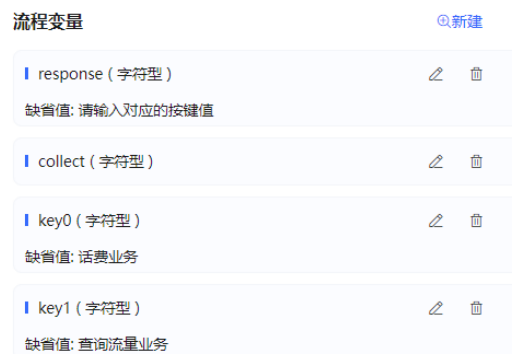 流程变量 新建
response ( 字符型 )
缺省值: 请输入对应的按键值
collect ( 字符型 )
key0 ( 字符型 )
缺省值: 话费业务
key1 ( 字符型 )
缺省值: 查询流量业务